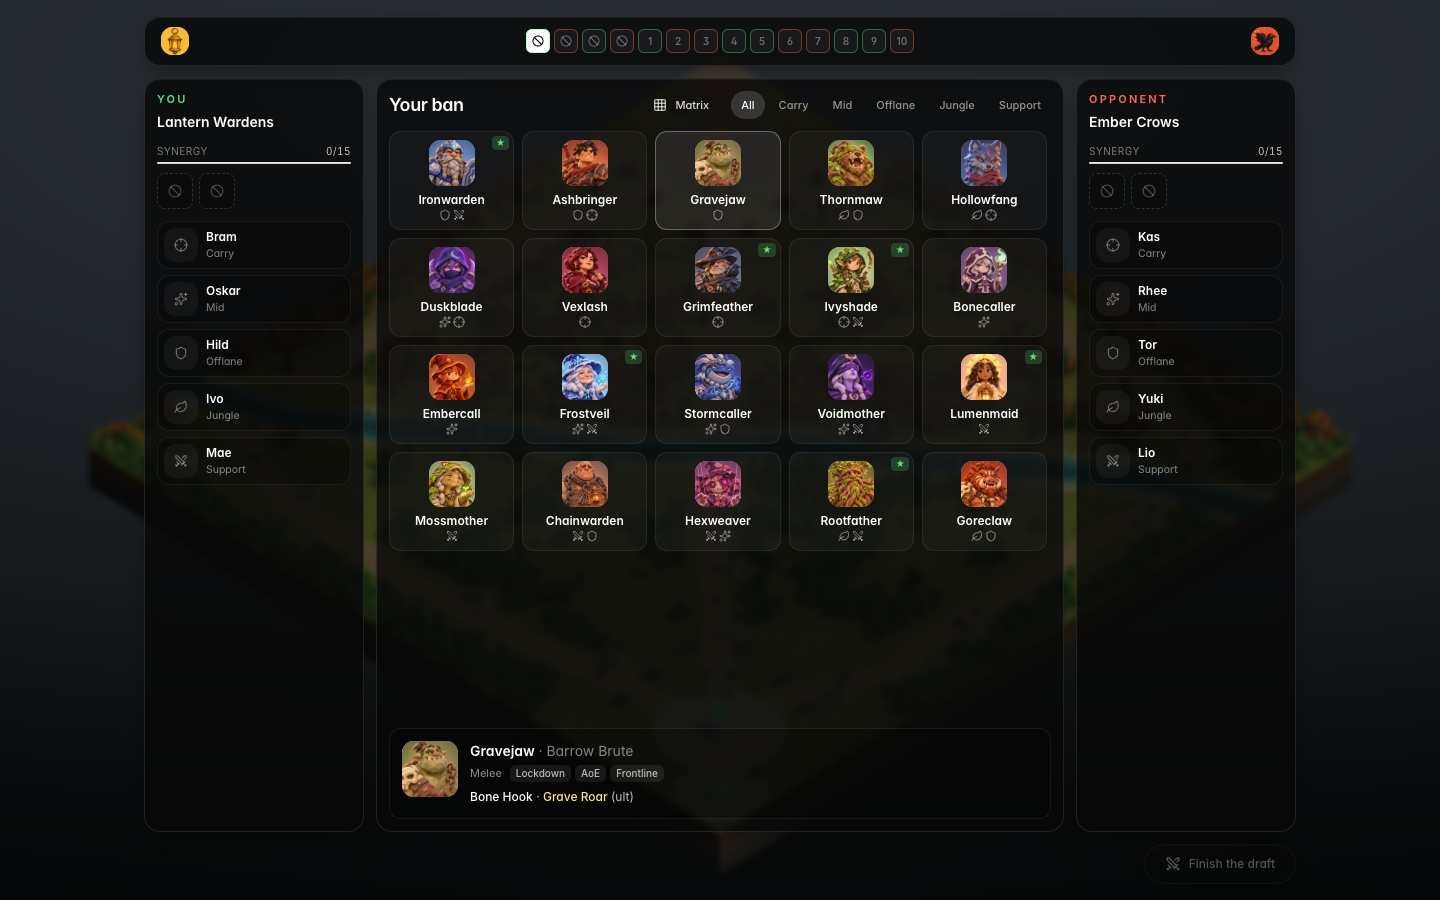 1 2 3 4 5 6 7 8 9 10
YOU
Lantern Wardens
SYNERGY 0/15
Bram
Carry
Oskar
Mid
Hild
Offlane
Ivo
Jungle
Mae
Support
Your ban
Matrix All Carry Mid Offlane Jungle Support
Ironwarden Ashbringer Gravejaw Thornmaw Hollowfang
Duskblade Vexlash Grimfeather Ivyshade Bonecaller
Embercall Frostveil Stormcaller Voidmother Lumenmaid
Mossmother Chainwarden Hexweaver Rootfather Goreclaw
Gravejaw · Barrow Brute
Melee Lockdown AoE Frontline
Bone Hook · Grave Roar (ult)
OPPONENT
Ember Crows
SYNERGY 0/15
Kas
Carry
Rhee
Mid
Tor
Offlane
Yuki
Jungle
Lio
Support
Finish the draft